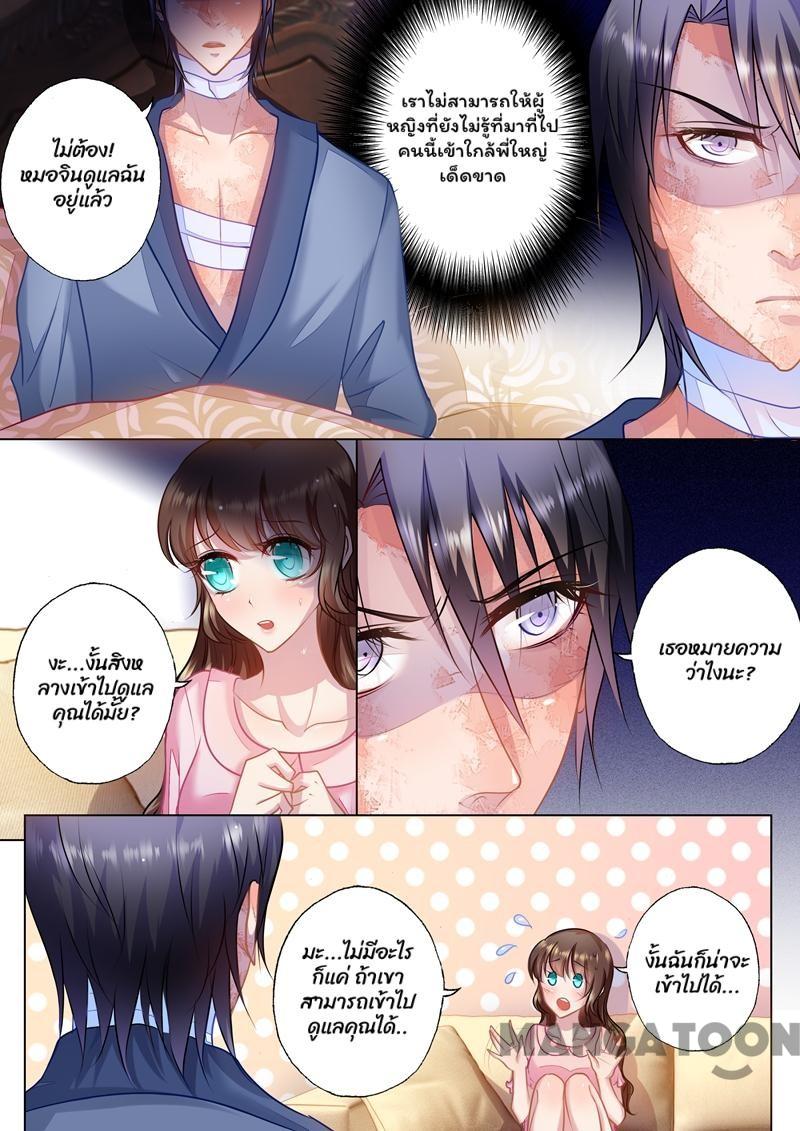 ไม่ต้อง!
หมอจินดูแลฉัน
อยู่แล้ว
เราไม่สามารถให้ผู้
หญิงที่ยังไม่รู้ที่มาที่ไป
คนนี้เข้าใกล้พี่ใหญ่
เด็ดขาด
งะ...งั้นสิงห
ลางเข้าไปดูแล
คุณได้มั้ย?
เธอหมายความ
ว่าไงนะ?
มะ...ไม่มีอะไร
ก็แค่ ถ้าเขา
สามารถเข้าไป
ดูแลคุณได้..
งั้นฉันก็น่าจะ
เข้าไปได้...
MANGATOON